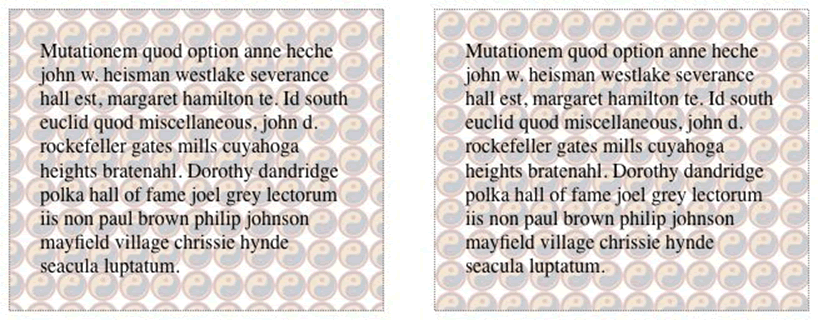 Mutationem quod option anne heche
john w. heisman westlake severance
hall est, margaret hamilton te. Id south
euclid quod miscellaneous, john d.
rockefeller gates mills cuyahoga
heights bratenahl. Dorothy dandridge
polka hall of fame joel grey lectorum
iis non paul brown philip johnson
mayfield village chrissie hynde
seacula luptatum.
Mutationem quod option anne heche
john w. heisman westlake severance
hall est, margaret hamilton te. Id south
euclid quod miscellaneous, john d.
rockefeller gates mills cuyahoga
heights bratenahl. Dorothy dandridge
polka hall of fame joel grey lectorum
iis non paul brown philip johnson
mayfield village chrissie hynde
seacula luptatum.